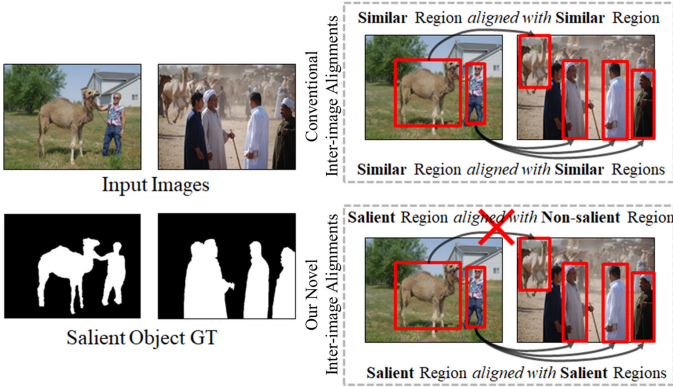 Input Images
Salient Object GT
Conventional
Inter-image Alignments
Similar Region aligned with Similar Region
Similar Region aligned with Similar Regions
Our Novel
Inter-image Alignments
Salient Region aligned with Non-salient Region
Salient Region aligned with Salient Regions